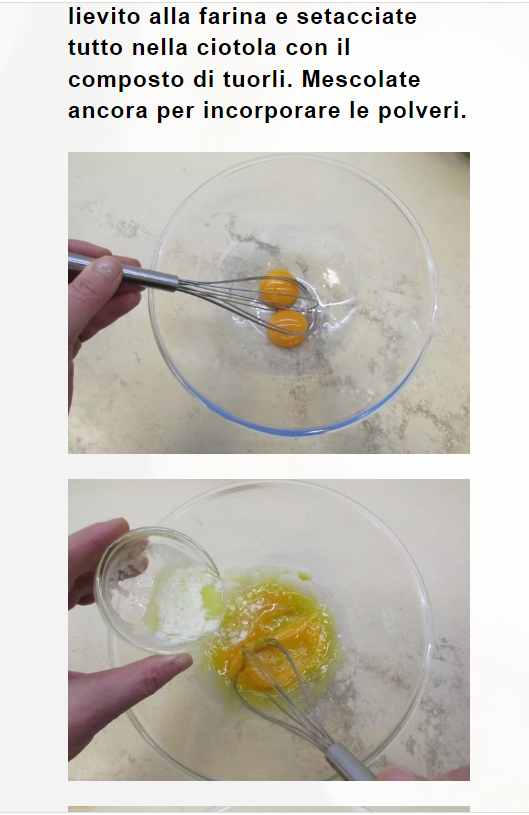 lievito alla farina e setacciate
tutto nella ciotola con il
composto di tuorli. Mescolate
ancora per incorporare le polveri.